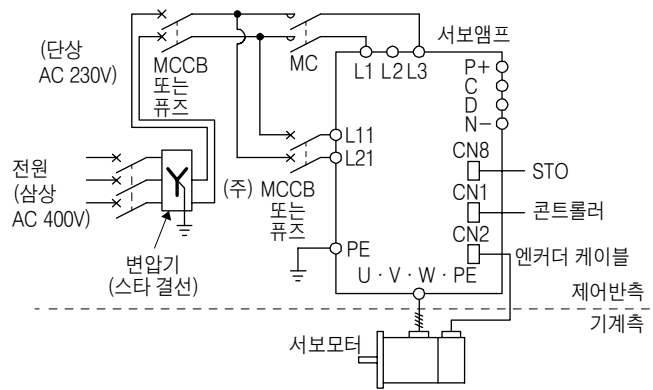 (단상
AC 230V)
MCCB
또는
퓨즈
MC
서보앰프
L1 L2 L3
P+
C
D
N−
L11
L21
CN8
STO
CN1
콘트롤러
CN2
엔커더 케이블
전원
(삼상
AC 400V)
(주)
MCCB
또는
퓨즈
PE
변압기
(스타 결선)
U · V · W · PE
제어반측
기계측
서보모터